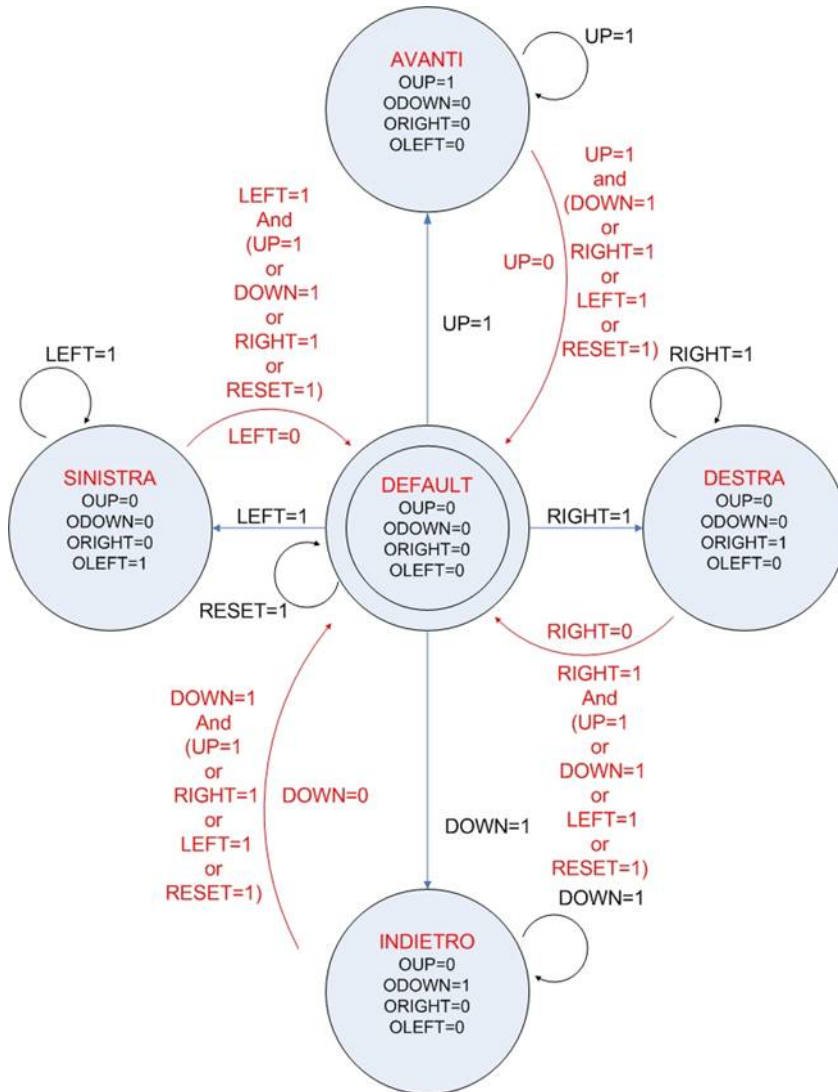 AVANTI
OUP=1
ODOWN=0
ORIGHT=0
OLEFT=0
UP=1
UP=1
and
(DOWN=1
or
RIGHT=1
or
LEFT=1
or
RESET=1)
UP=0
LEFT=1
And
(UP=1
or
DOWN=1
or
RIGHT=1
or
RESET=1)
LEFT=0
UP=1
LEFT=1
RIGHT=1
SINISTRA
OUP=0
ODOWN=0
ORIGHT=0
OLEFT=1
LEFT=1
DEFAULT
OUP=0
ODOWN=0
ORIGHT=0
OLEFT=0
RIGHT=1
DESTRA
OUP=0
ODOWN=0
ORIGHT=1
OLEFT=0
RESET=1
RIGHT=0
RIGHT=1
And
(UP=1
or
DOWN=1
or
LEFT=1
or
RESET=1)
DOWN=1
And
(UP=1
or
RIGHT=1
or
LEFT=1
or
RESET=1)
DOWN=0
DOWN=1
DOWN=1
INDIETRO
OUP=0
ODOWN=1
ORIGHT=0
OLEFT=0